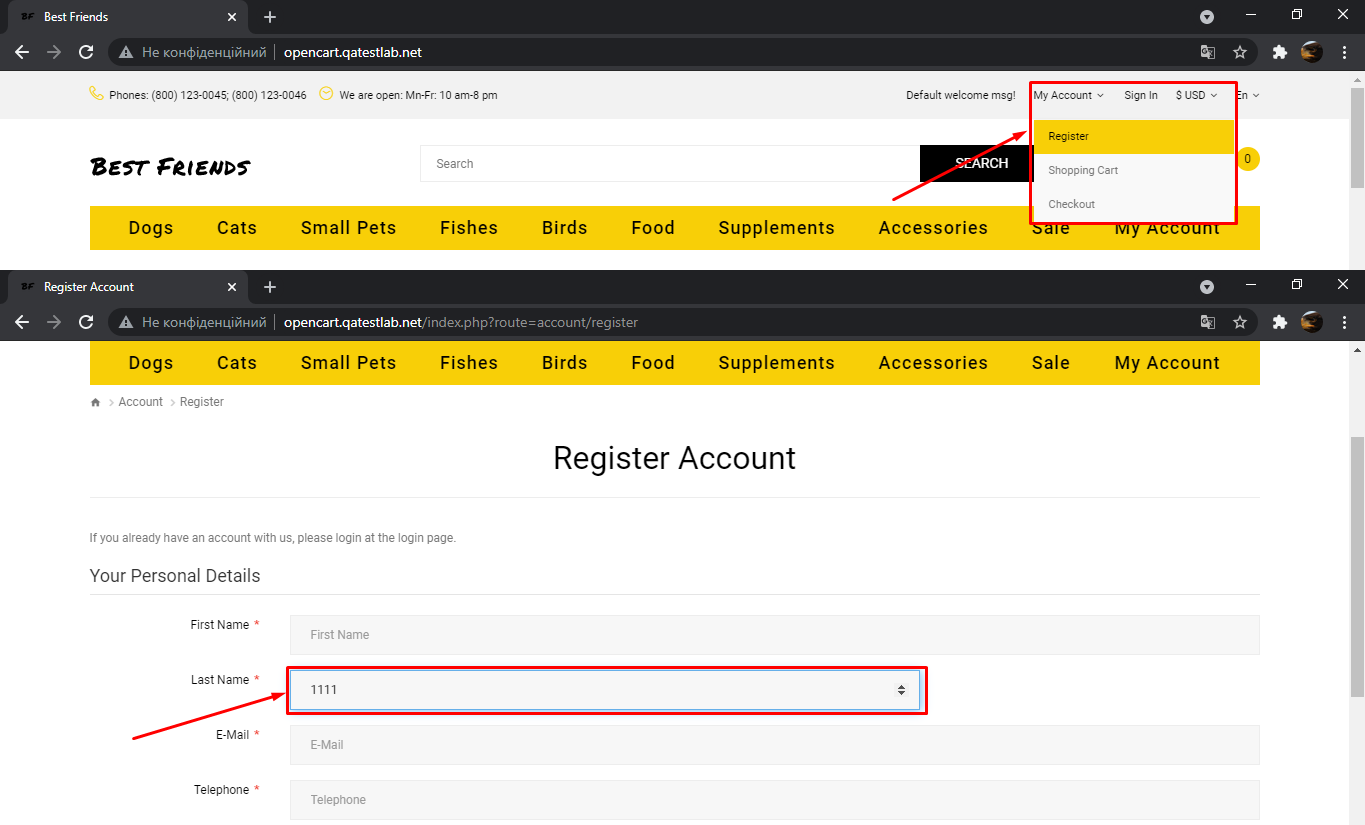 BF Best Friends
Не конфіденційний opencart.qatestlab.net
Phones: (800) 123-0045; (800) 123-0046 We are open: Mn-Fr: 10 am-8 pm Default welcome msg! My Account Sign In $ USD En
Register
BEST FRIENDS Search SEARCH 0
Shopping Cart
Checkout
Dogs Cats Small Pets Fishes Birds Food Supplements Accessories Sale My Account
BF Register Account
Не конфіденційний opencart.qatestlab.net/index.php?route=account/register
Dogs Cats Small Pets Fishes Birds Food Supplements Accessories Sale My Account
Account Register
Register Account
If you already have an account with us, please login at the login page.
Your Personal Details
First Name * First Name
Last Name * 1111
E-Mail * E-Mail
Telephone * Telephone